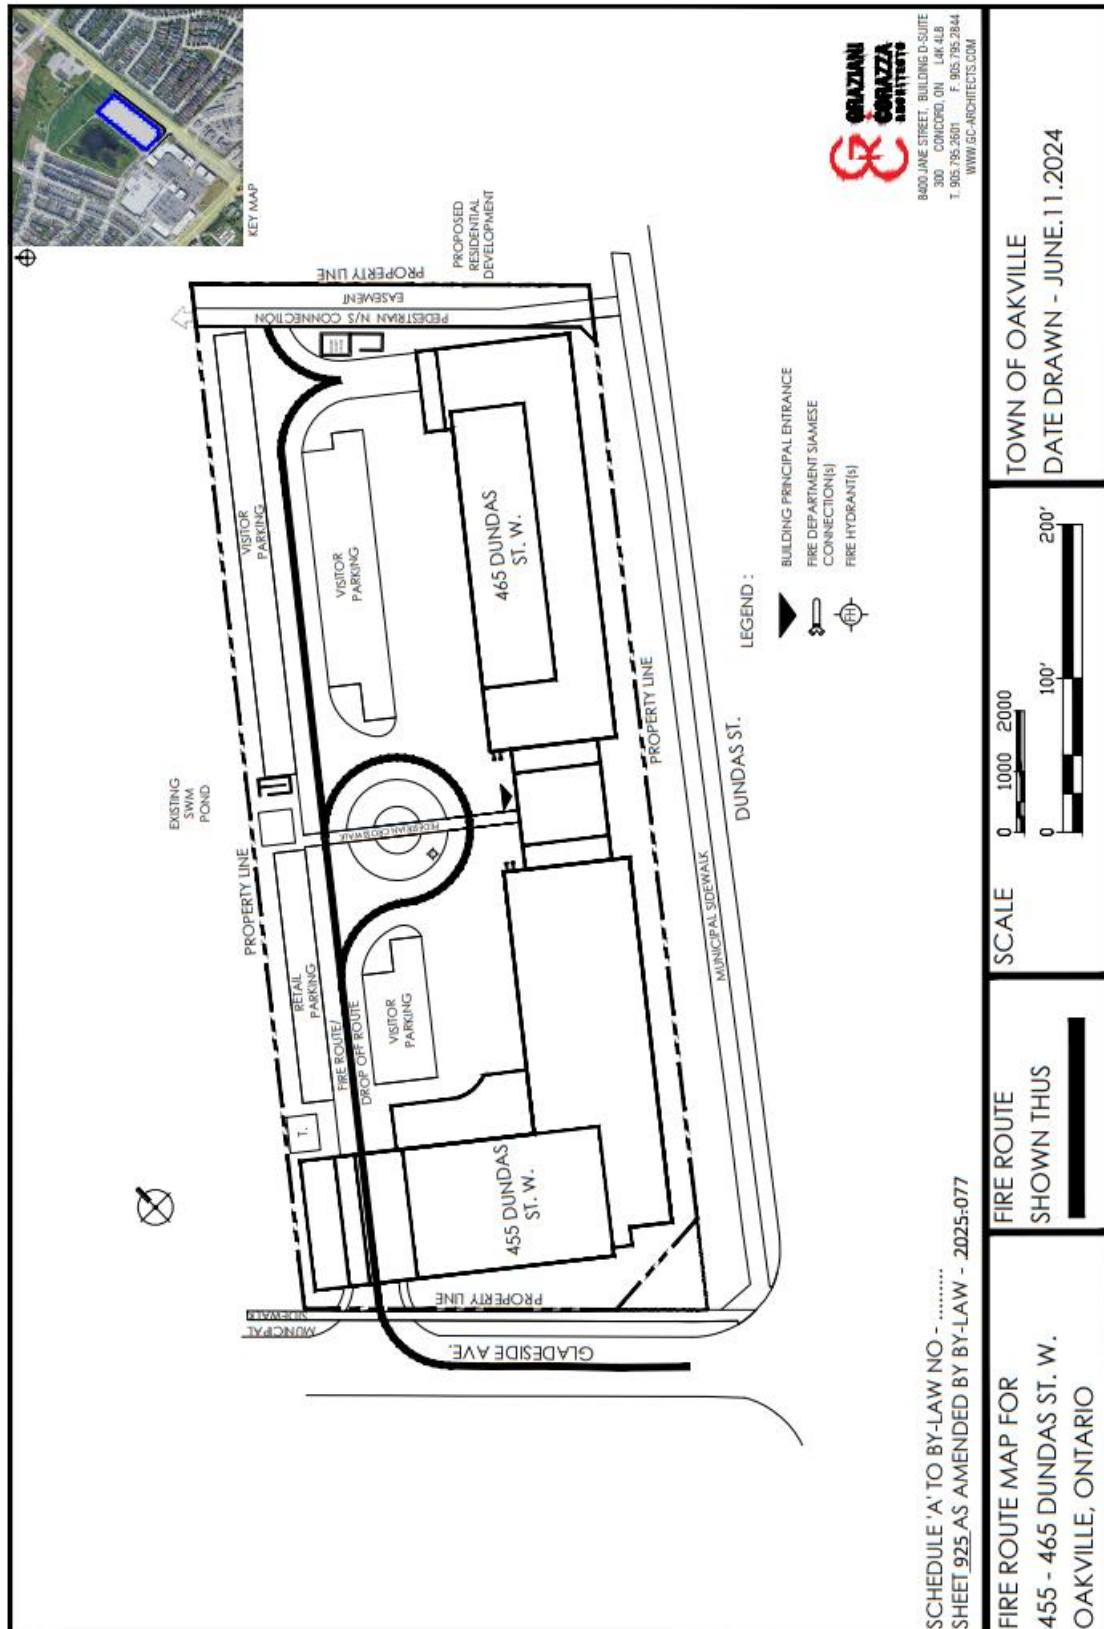 KEY MAP
GRAZIANI
CORAZZA
ARCHITECTS
8400 JANE STREET, BUILDING D-SUITE
300 CONCORD, ON L4K 4L8
T. 905.795.2601 F. 905.795.2844
WWW.GC-ARCHITECTS.COM
PROPERTY LINE
EASEMENT
PEDESTRIAN N/S CONNECTION
PROPOSED
RESIDENTIAL
DEVELOPMENT
EXISTING
SWM
POND
PROPERTY LINE
VISITOR
PARKING
VISITOR
PARKING
465 DUNDAS
ST. W.
PEDESTRIAN CROSSWALK
RETAIL
PARKING
FIRE ROUTE/
DROP OFF ROUTE
VISITOR
PARKING
T.
455 DUNDAS
ST. W.
PROPERTY LINE
MUNICIPAL SIDEWALK
DUNDAS ST.
PROPERTY LINE
MUNICIPAL
SIDEWALK
GLADESIDE AVE.
LEGEND :
BUILDING PRINCIPAL ENTRANCE
FIRE DEPARTMENT SIAMESE
CONNECTION(s)
FH
FIRE HYDRANT(s)
SCHEDULE 'A' TO BY-LAW NO - .........
SHEET 925 AS AMENDED BY BY-LAW - 2025-077
FIRE ROUTE MAP FOR
455 - 465 DUNDAS ST. W.
OAKVILLE, ONTARIO
FIRE ROUTE
SHOWN THUS
SCALE
0 1000 2000
0 100' 200'
TOWN OF OAKVILLE
DATE DRAWN - JUNE.11.2024